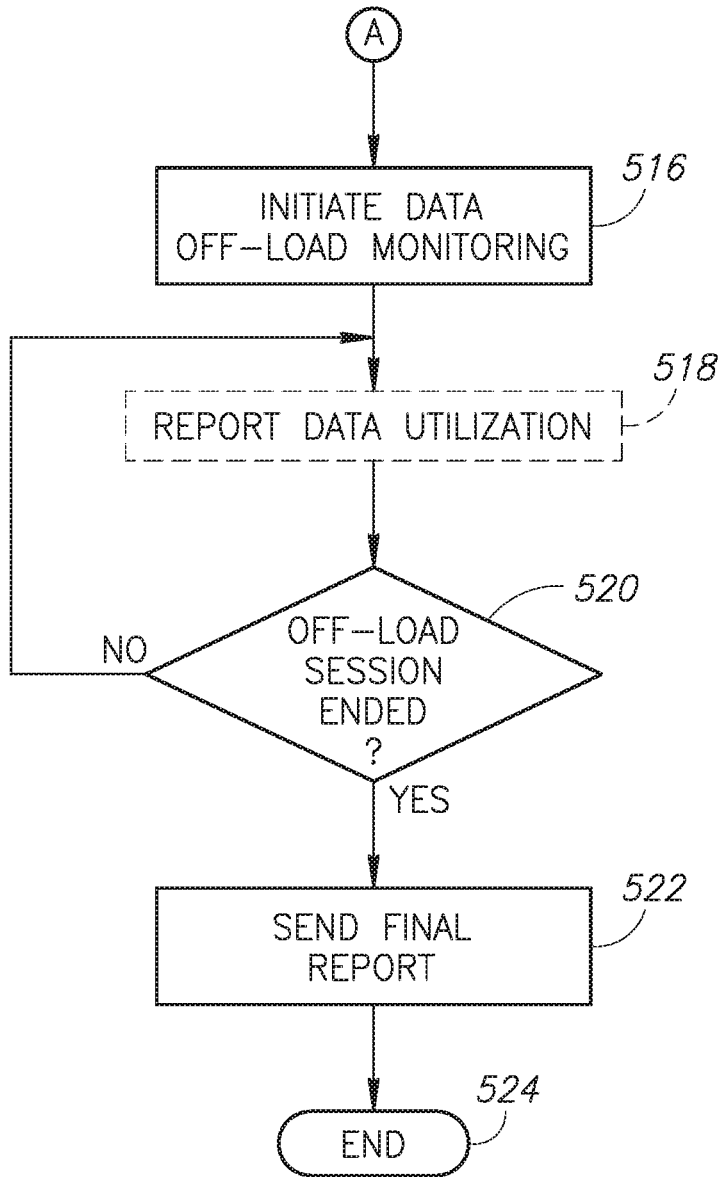 A
516
INITIATE DATA
OFF-LOAD MONITORING
518
REPORT DATA UTILIZATION
520
OFF-LOAD
SESSION
ENDED
?
NO
YES
522
SEND FINAL
REPORT
524
END